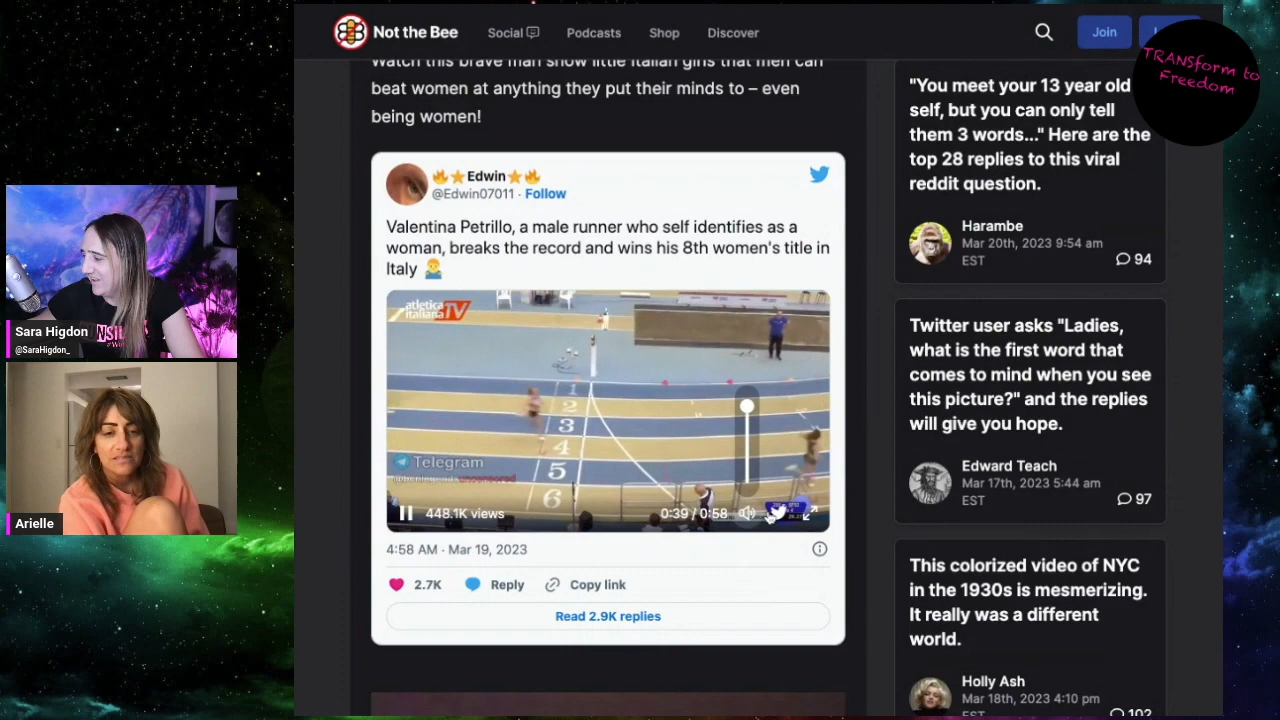 Not the Bee
Social
Podcasts
Shop
Discover
Join
TRANSform to
Freedom
Watch this brave man show little Italian girls that men can
beat women at anything they put their minds to – even
being women!
Edwin
@Edwin07011 · Follow
Valentina Petrillo, a male runner who self identifies as a
woman, breaks the record and wins his 8th women's title in
Italy
atletica
italiana TV
1
2
3
4
5
6
Telegram
448.1K views
0:39 / 0:58
4:58 AM · Mar 19, 2023
2.7K
Reply
Copy link
Read 2.9K replies
"You meet your 13 year old
self, but you can only tell
them 3 words..." Here are the
top 28 replies to this viral
reddit question.
Harambe
Mar 20th, 2023 9:54 am
EST
94
Twitter user asks "Ladies,
what is the first word that
comes to mind when you see
this picture?" and the replies
will give you hope.
Edward Teach
Mar 17th, 2023 5:44 am
EST
97
This colorized video of NYC
in the 1930s is mesmerizing.
It really was a different
world.
Holly Ash
Mar 18th, 2023 4:10 pm
EST
102
Sara Higdon
@SaraHigdon_
Arielle